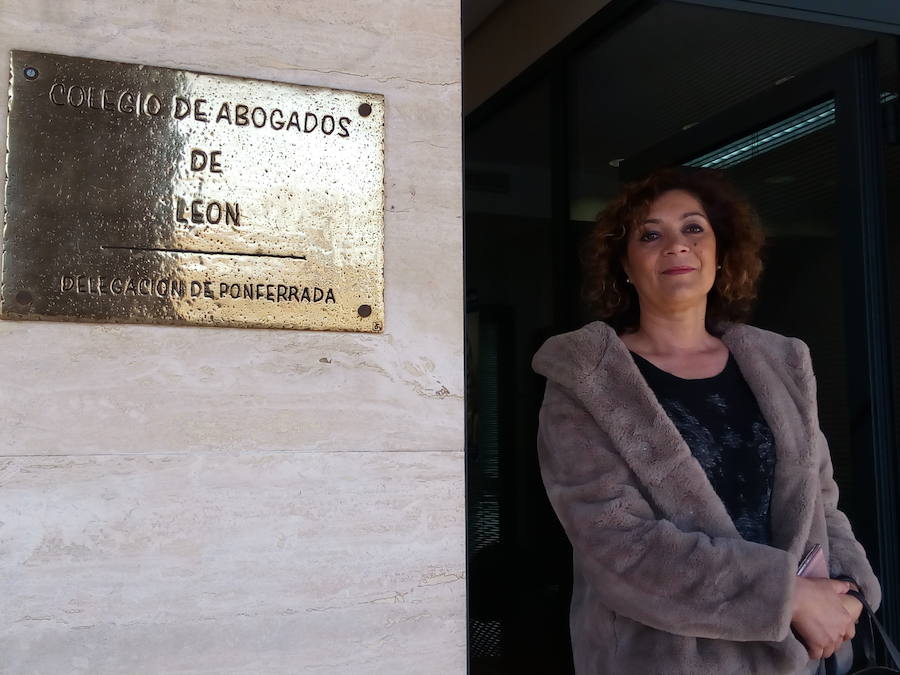 COLEGIO DE ABOGADOS
DE
LEON
DELEGACION DE PONFERRADA